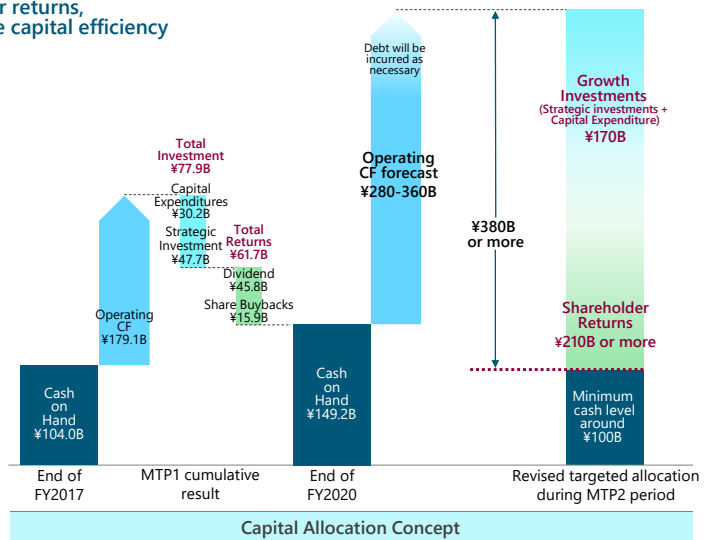 r returns,
e capital efficiency
Debt will be
incurred as
necessary
Growth
Investments
(Strategic investments +
Capital Expenditure)
¥170B
Total
Investment
¥77.9B
Capital
Expenditures
¥30.2B
Strategic
Investment
¥47.7B
Total
Returns
¥61.7B
Dividend
¥45.8B
Share Buybacks
¥15.9B
Operating
CF forecast
¥280-360B
¥380B
or more
Operating
CF
¥179.1B
Shareholder
Returns
¥210B or more
Cash
on
Hand
¥104.0B
Cash
on
Hand
¥149.2B
Minimum
cash level
around
¥100B
End of
FY2017
MTP1 cumulative
result
End of
FY2020
Revised targeted allocation
during MTP2 period
Capital Allocation Concept